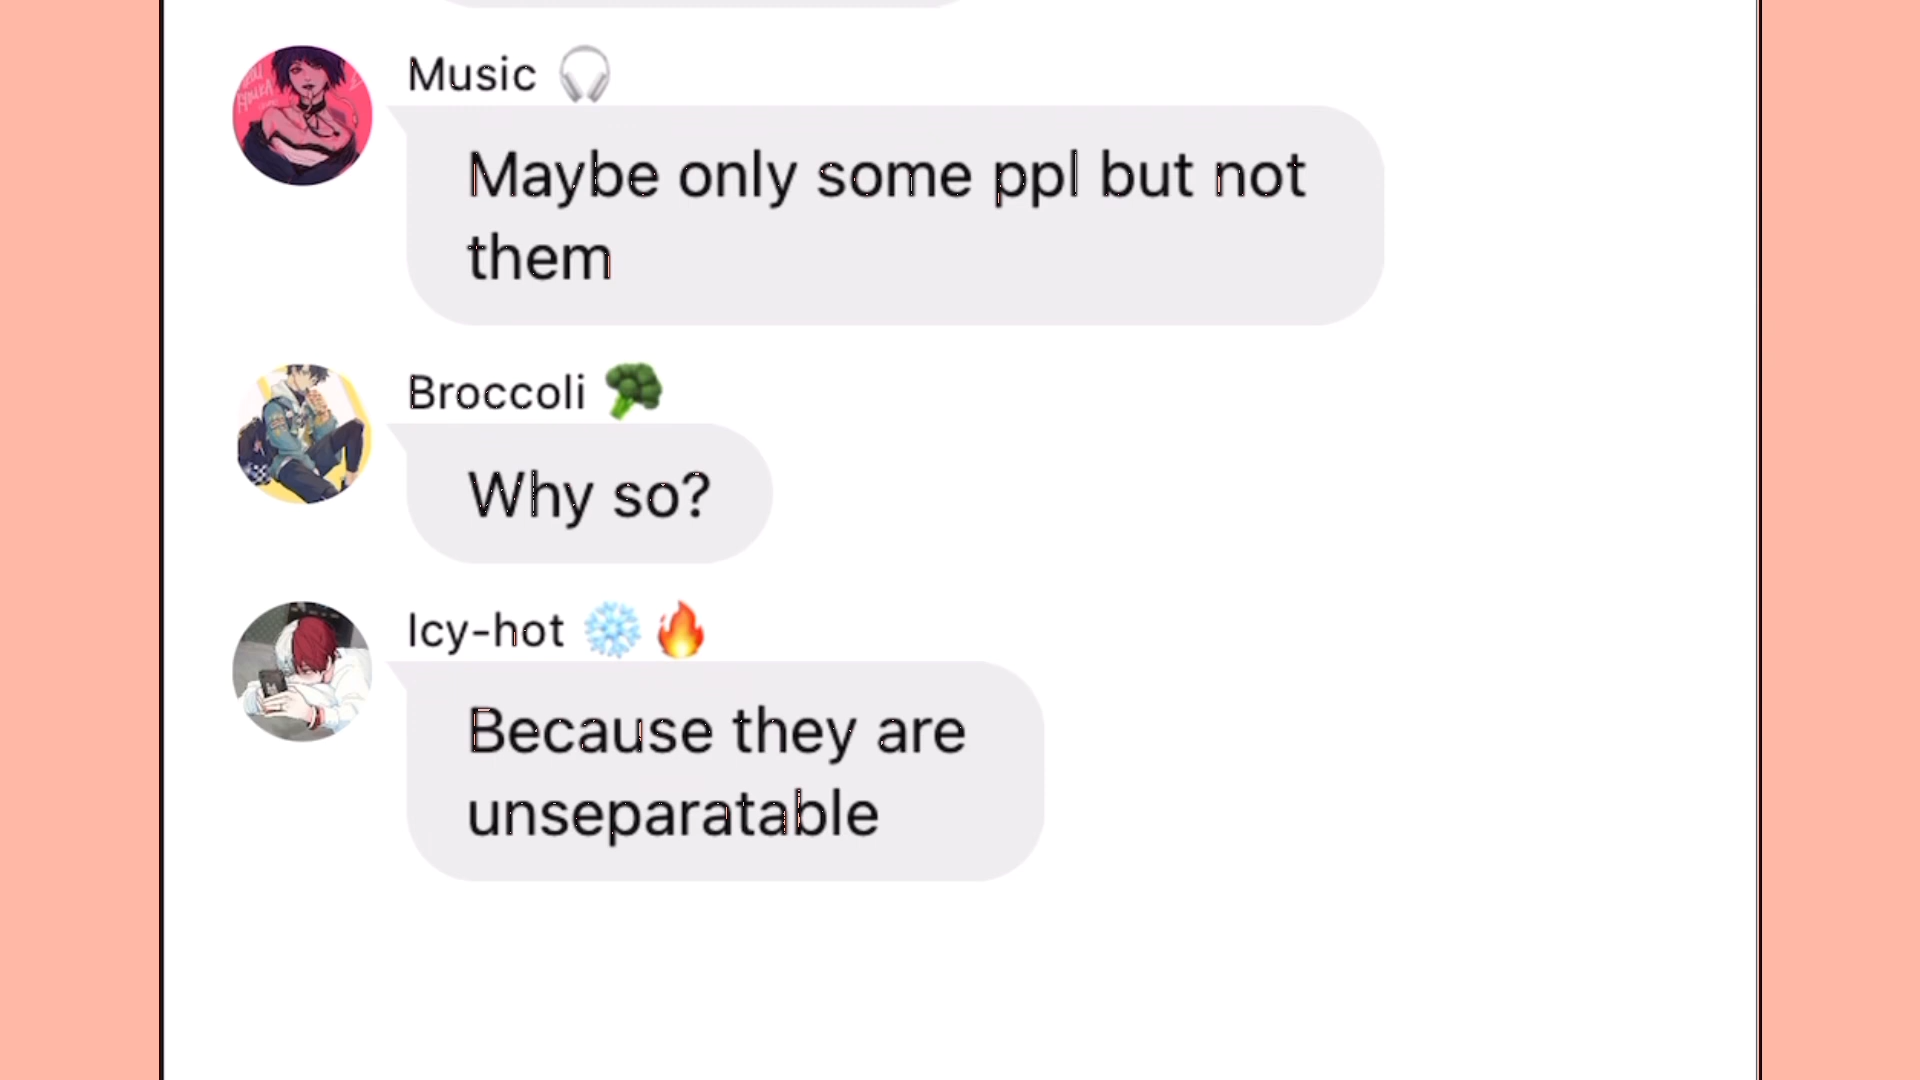 Music 🎧
Maybe only some ppl but not
them
Broccoli 🥦
Why so?
Icy-hot ❄️🔥
Because they are
unseparatable